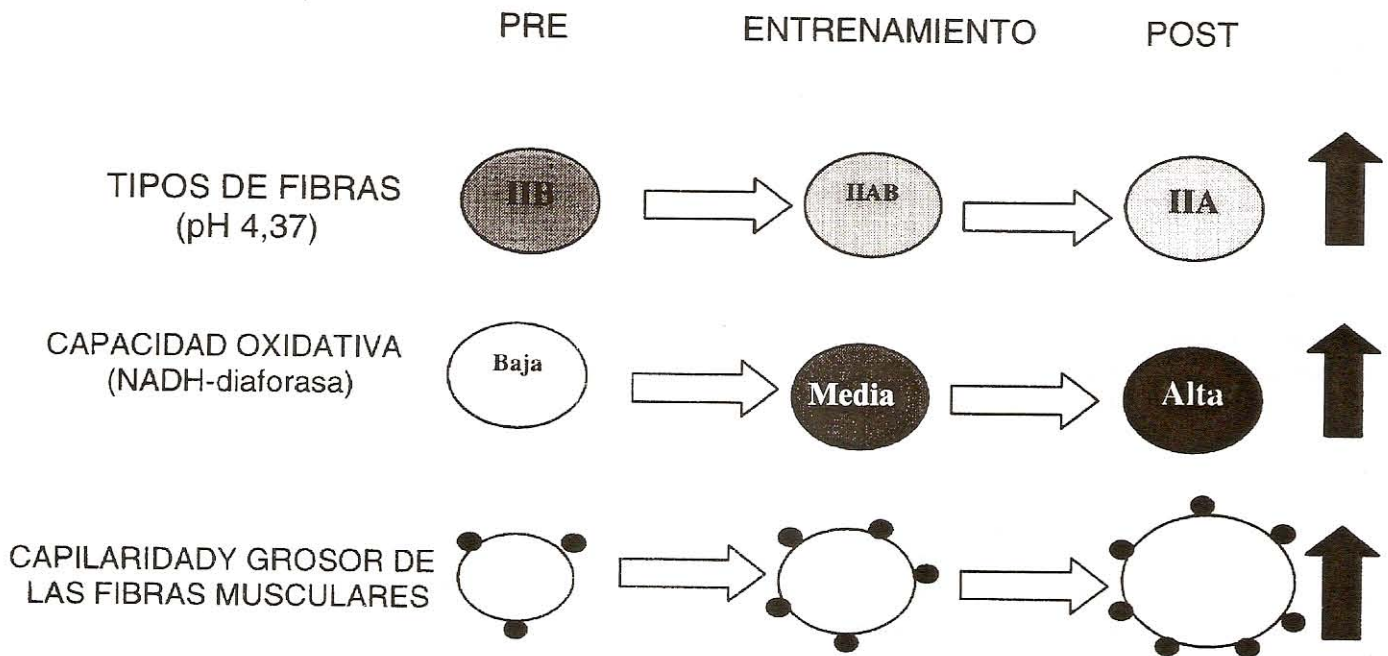 PRE ENTRENAMIENTO POST
TIPOS DE FIBRAS
(pH 4,37)
IIB IIAB IIA
CAPACIDAD OXIDATIVA
(NADH-diaforasa)
Baja Media Alta
CAPILARIDADY GROSOR DE
LAS FIBRAS MUSCULARES